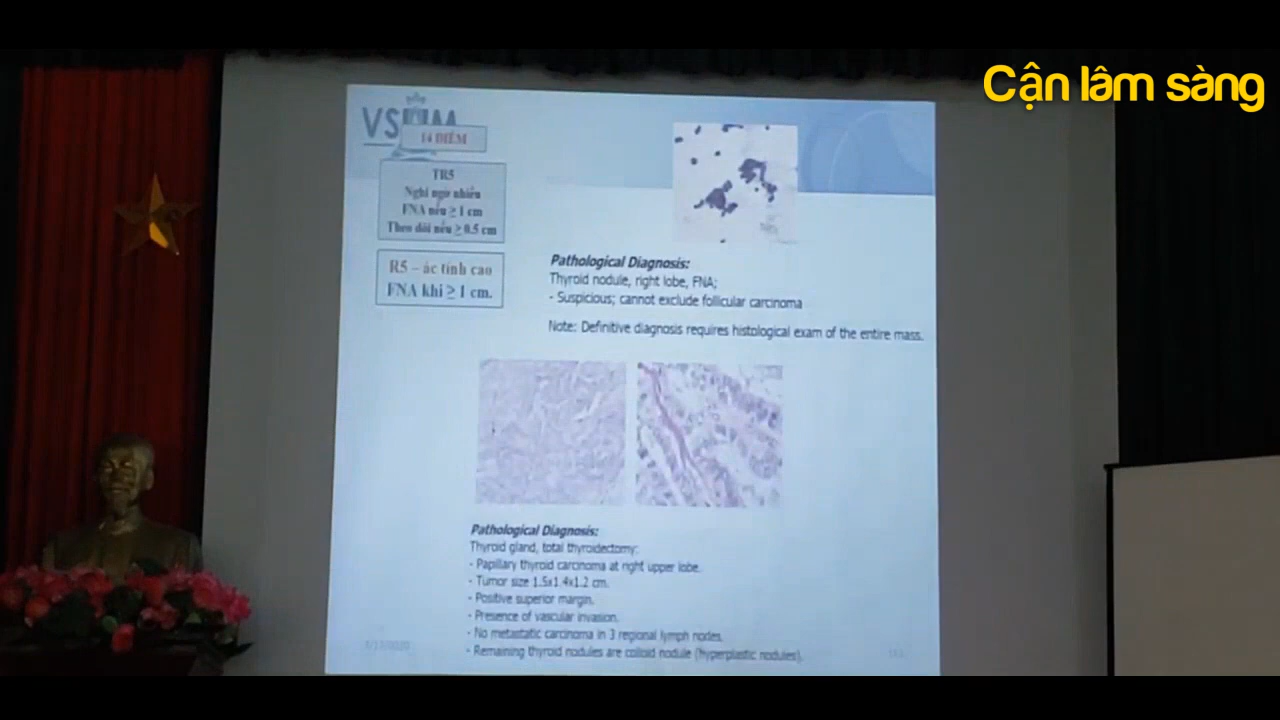 Cận lâm sàng
14 ĐIỂM
TR5
Nghi ngờ nhiều
FNA nếu ≥ 1 cm
Theo dõi nếu ≥ 0.5 cm
R5 – ác tính cao
FNA khi ≥ 1 cm.
Pathological Diagnosis:
Thyroid nodule, right lobe, FNA;
- Suspicious; cannot exclude follicular carcinoma
Note: Definitive diagnosis requires histological exam of the entire mass.
Pathological Diagnosis:
Thyroid gland, total thyroidectomy:
- Papillary thyroid carcinoma at right upper lobe.
- Tumor size 1.5x1.4x1.2 cm.
- Positive superior margin.
- Presence of vascular invasion.
- No metastatic carcinoma in 3 regional lymph nodes.
- Remaining thyroid nodules are colloid nodule (hyperplastic nodules).